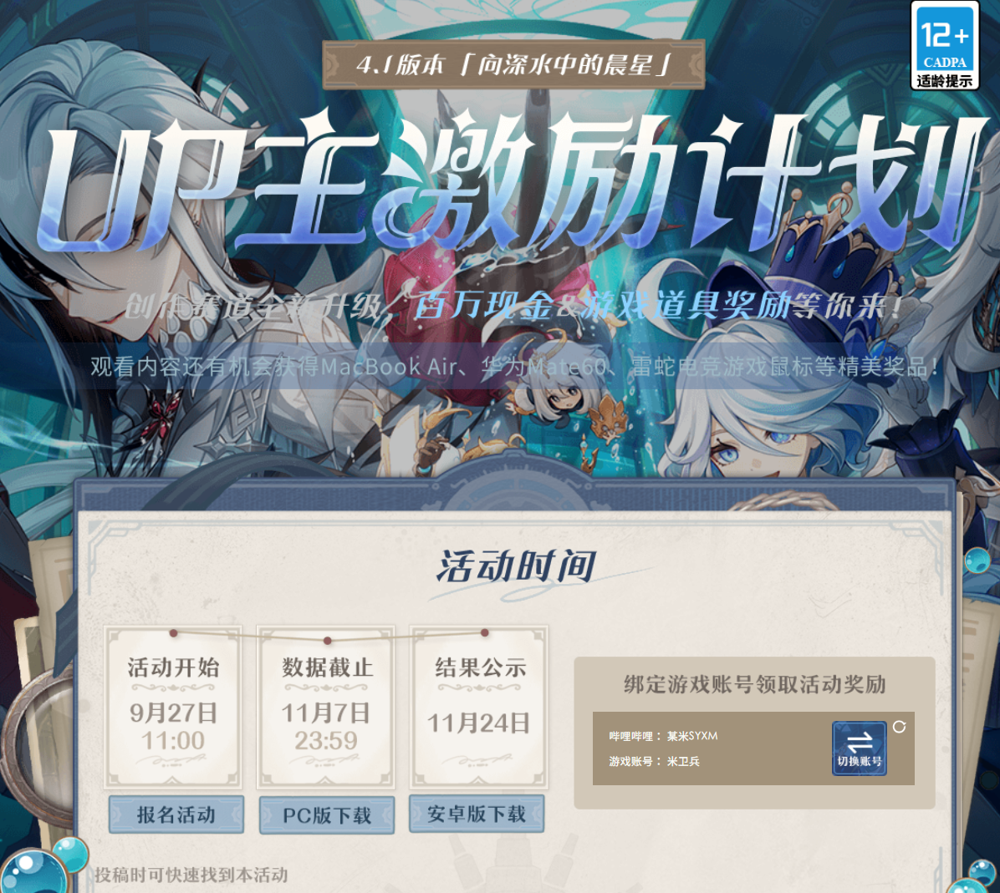 12+
CADPA
适龄提示
4.1版本「向深水中的晨星」
UP主激励计划
创作赛道全新升级，百万现金&游戏道具奖励等你来！
观看内容还有机会获得MacBook Air、华为Mate60、雷蛇电竞游戏鼠标等精美奖品！
活动时间
活动开始
9月27日
11:00
数据截止
11月7日
23:59
结果公示
11月24日
绑定游戏账号领取活动奖励
哔哩哔哩： 某米SYXM
游戏账号： 米卫兵
切换账号
报名活动
PC版下载
安卓版下载
投稿时可快速找到本活动